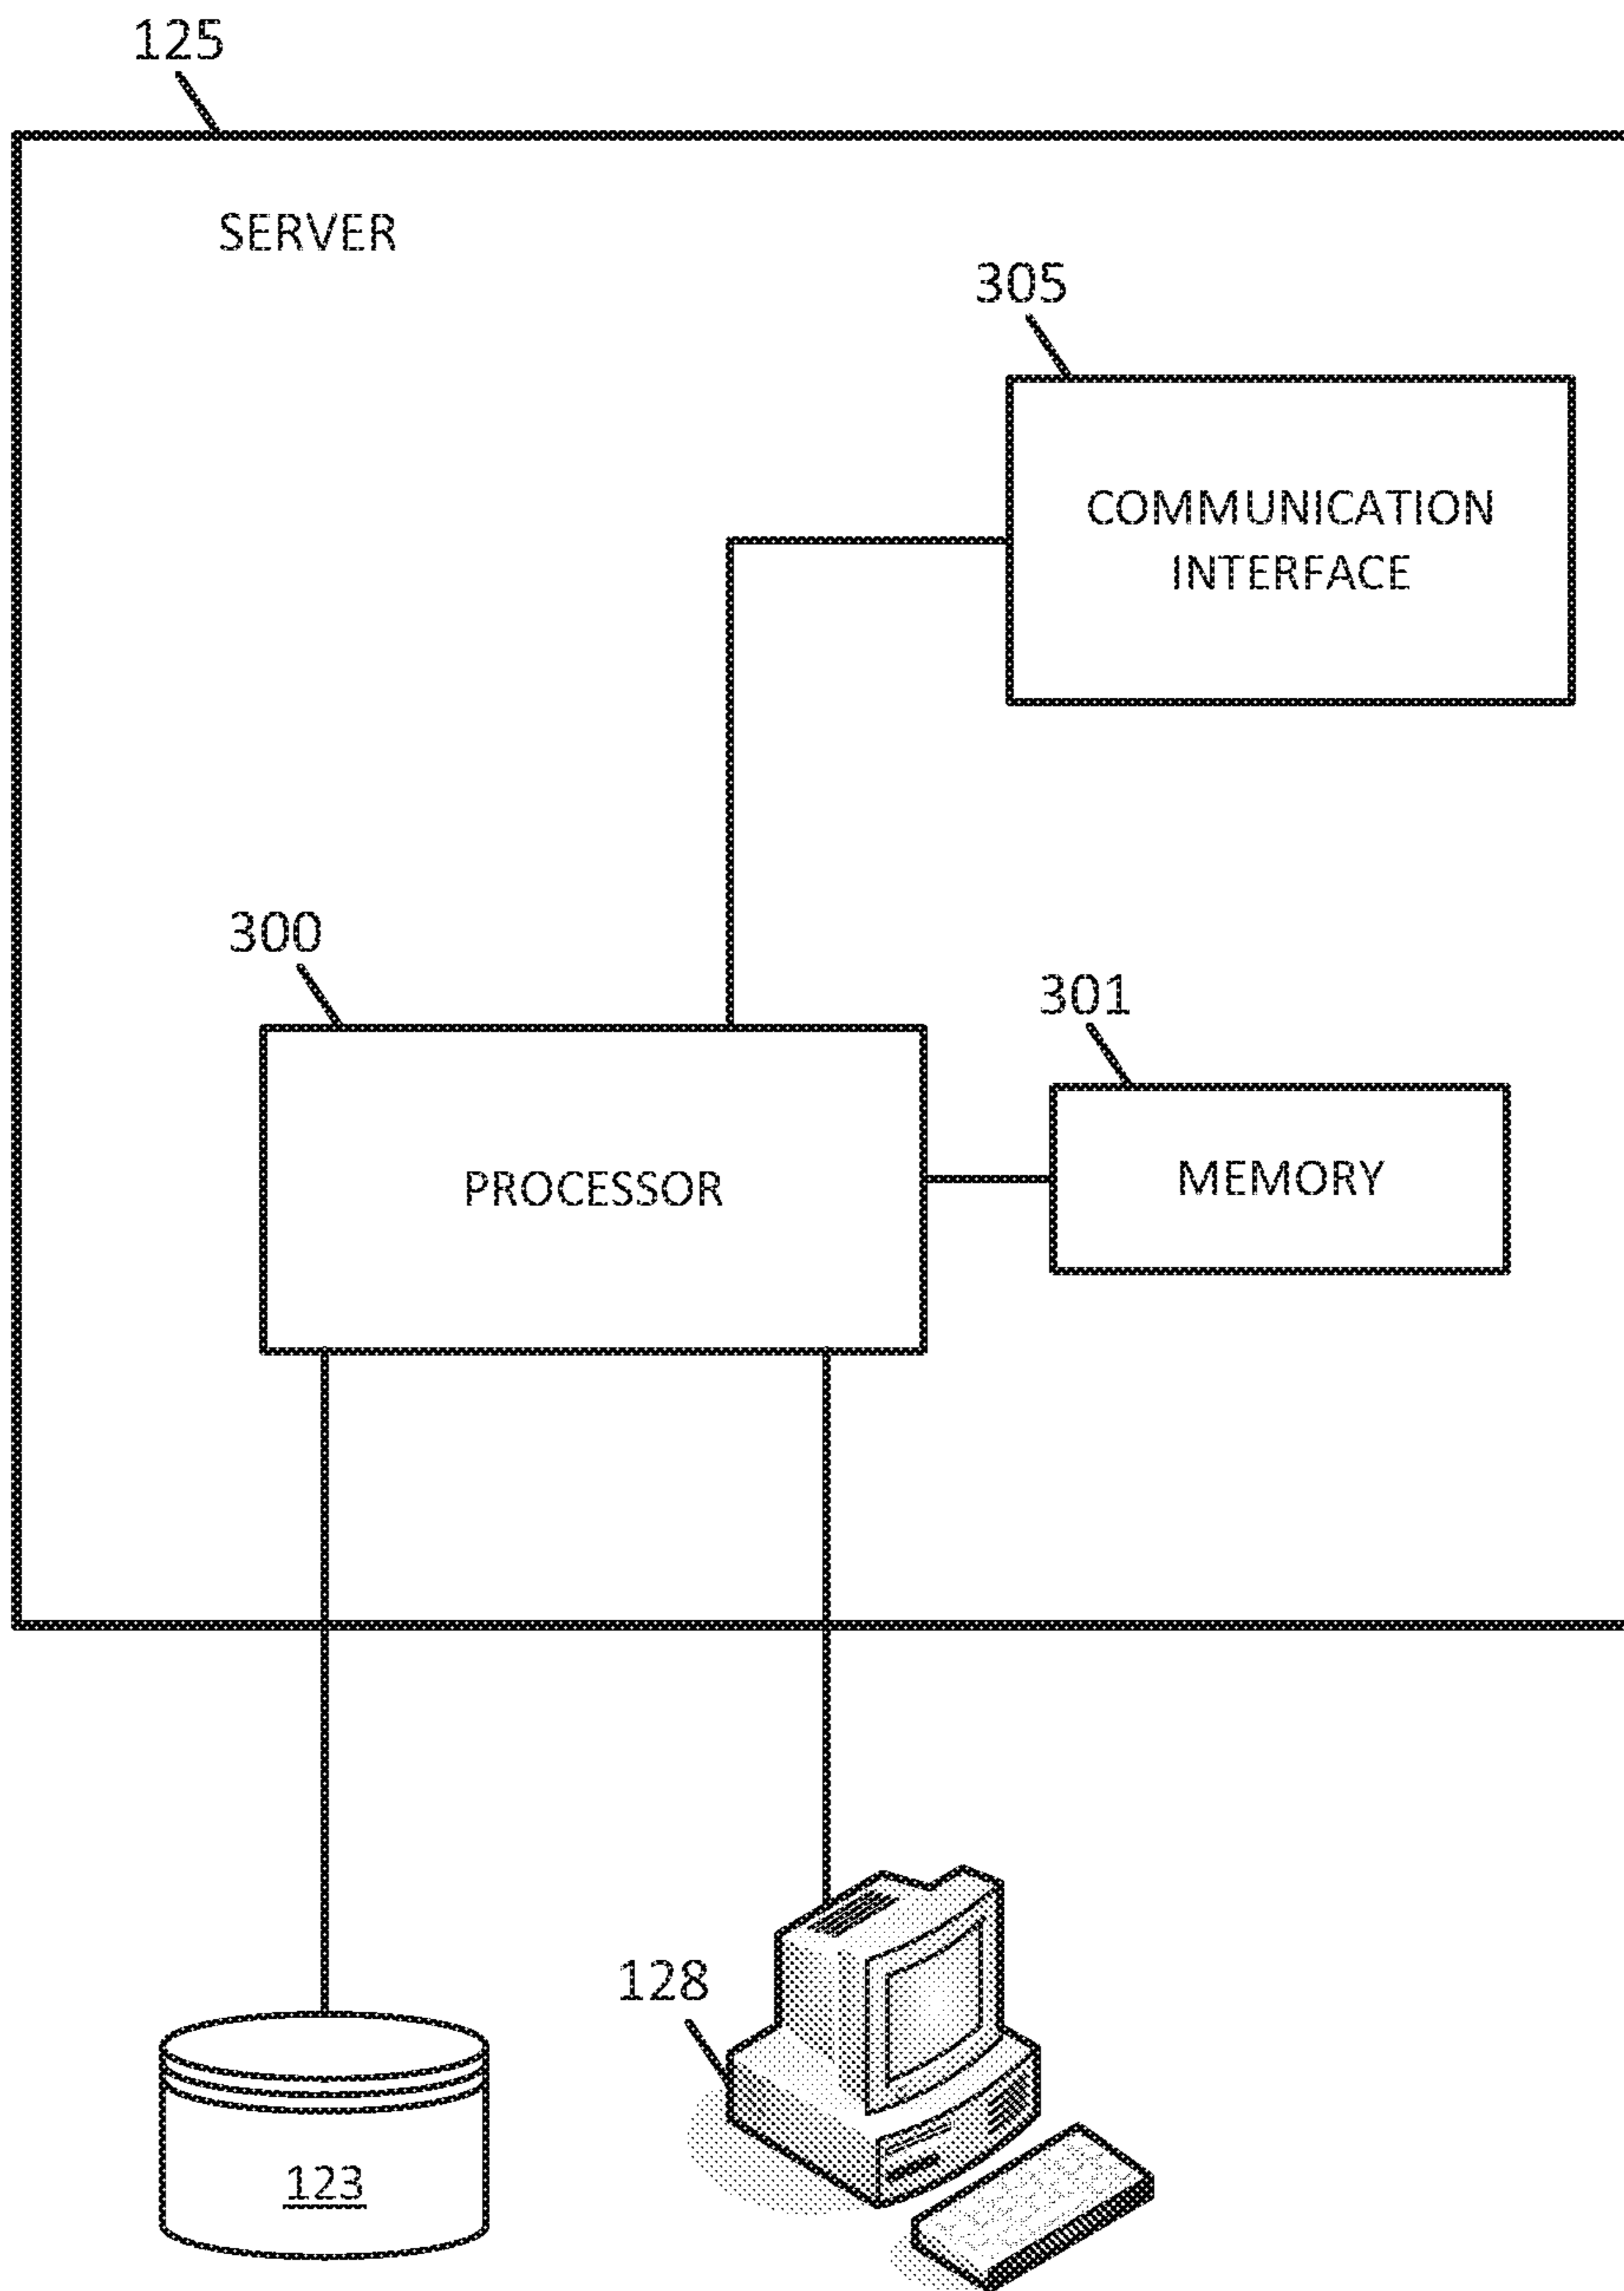 125
SERVER
305
COMMUNICATION
INTERFACE
300
301
PROCESSOR
MEMORY
128
123